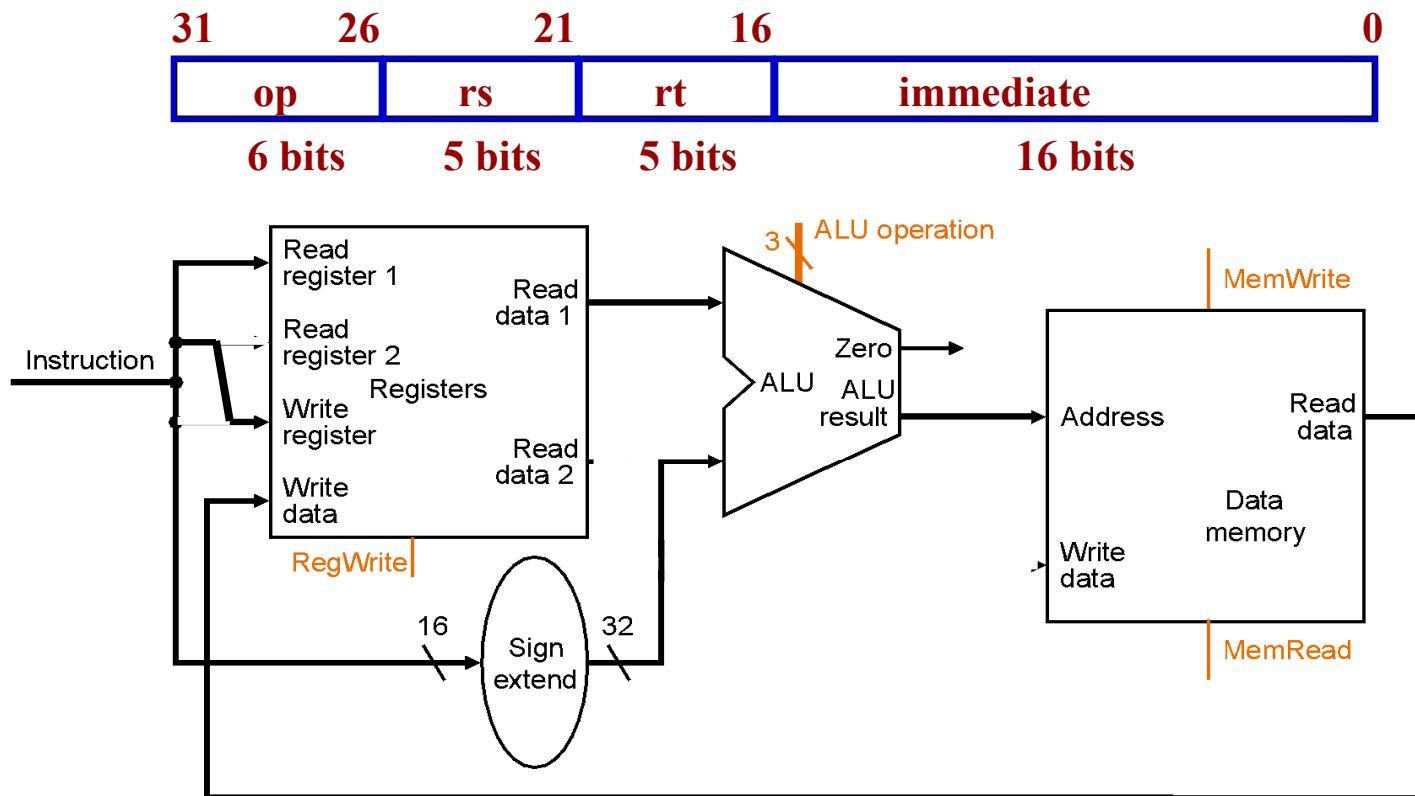 31 26 21 16 0
op rs rt immediate
6 bits 5 bits 5 bits 16 bits
Instruction
Read
register 1
Read
register 2
Registers
Write
register
Write
data
Read
data 1
Read
data 2
RegWrite
16
Sign
extend
32
3
ALU operation
ALU
Zero
ALU
result
MemWrite
Address
Read
data
Data
memory
Write
data
MemRead